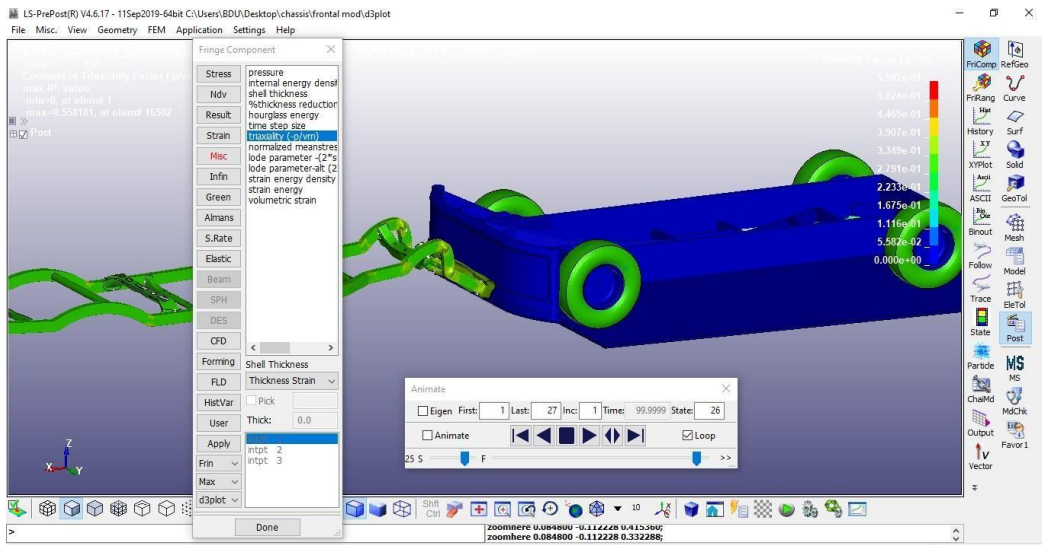 LS-PrePost(R) V4.6.17 - 11Sep2019-64bit C:\Users\BDU\Desktop\chassis\frontal mod\d3plot
File Misc. View Geometry FEM Application Settings Help
Fringe Component
Contours of Triaxiality Factor (-p/vm)
max IP. value
min=0, at elem# 1
max=0.558181, at elem# 16502
Post
Stress
Ndv
Result
Strain
Misc
Infin
Green
Almans
S.Rate
Elastic
Beam
SPH
DES
CFD
Forming
FLD
HistVar
User
Apply
Frin
Max
d3plot
pressure
internal energy densit
shell thickness
%thickness reduction
hourglass energy
time step size
triaxiality (-p/vm)
normalized meanstres
lode parameter -(2*s
lode parameter-alt (2
strain energy density
strain energy
volumetric strain
Shell Thickness
Thickness Strain
Pick
Thick: 0.0
intpt 2
intpt 3
Done
5.582e-01
5.024e-01
4.465e-01
3.907e-01
3.349e-01
2.791e-01
2.233e-01
1.675e-01
1.116e-01
5.582e-02
0.000e+00
Z
X
Y
Animate
Eigen First: 1 Last: 27 Inc: 1 Time: 99.9999 State: 26
Animate
Loop
25 S F >>
FriComp RefGeo
FriRang Curve
Hist
History Surf
XY
XYPlot Solid
Ascii
ASCII GeoTol
Bin Out
Binout Mesh
Follow Model
Trace EleTol
State Post
Particle MS
MS
ChaiMd MdChk
Output Favor1
Vector
Shft
Ctrl
10
>
zoomhere 0.084800 -0.112228 0.415360;
zoomhere 0.084800 -0.112228 0.332288;